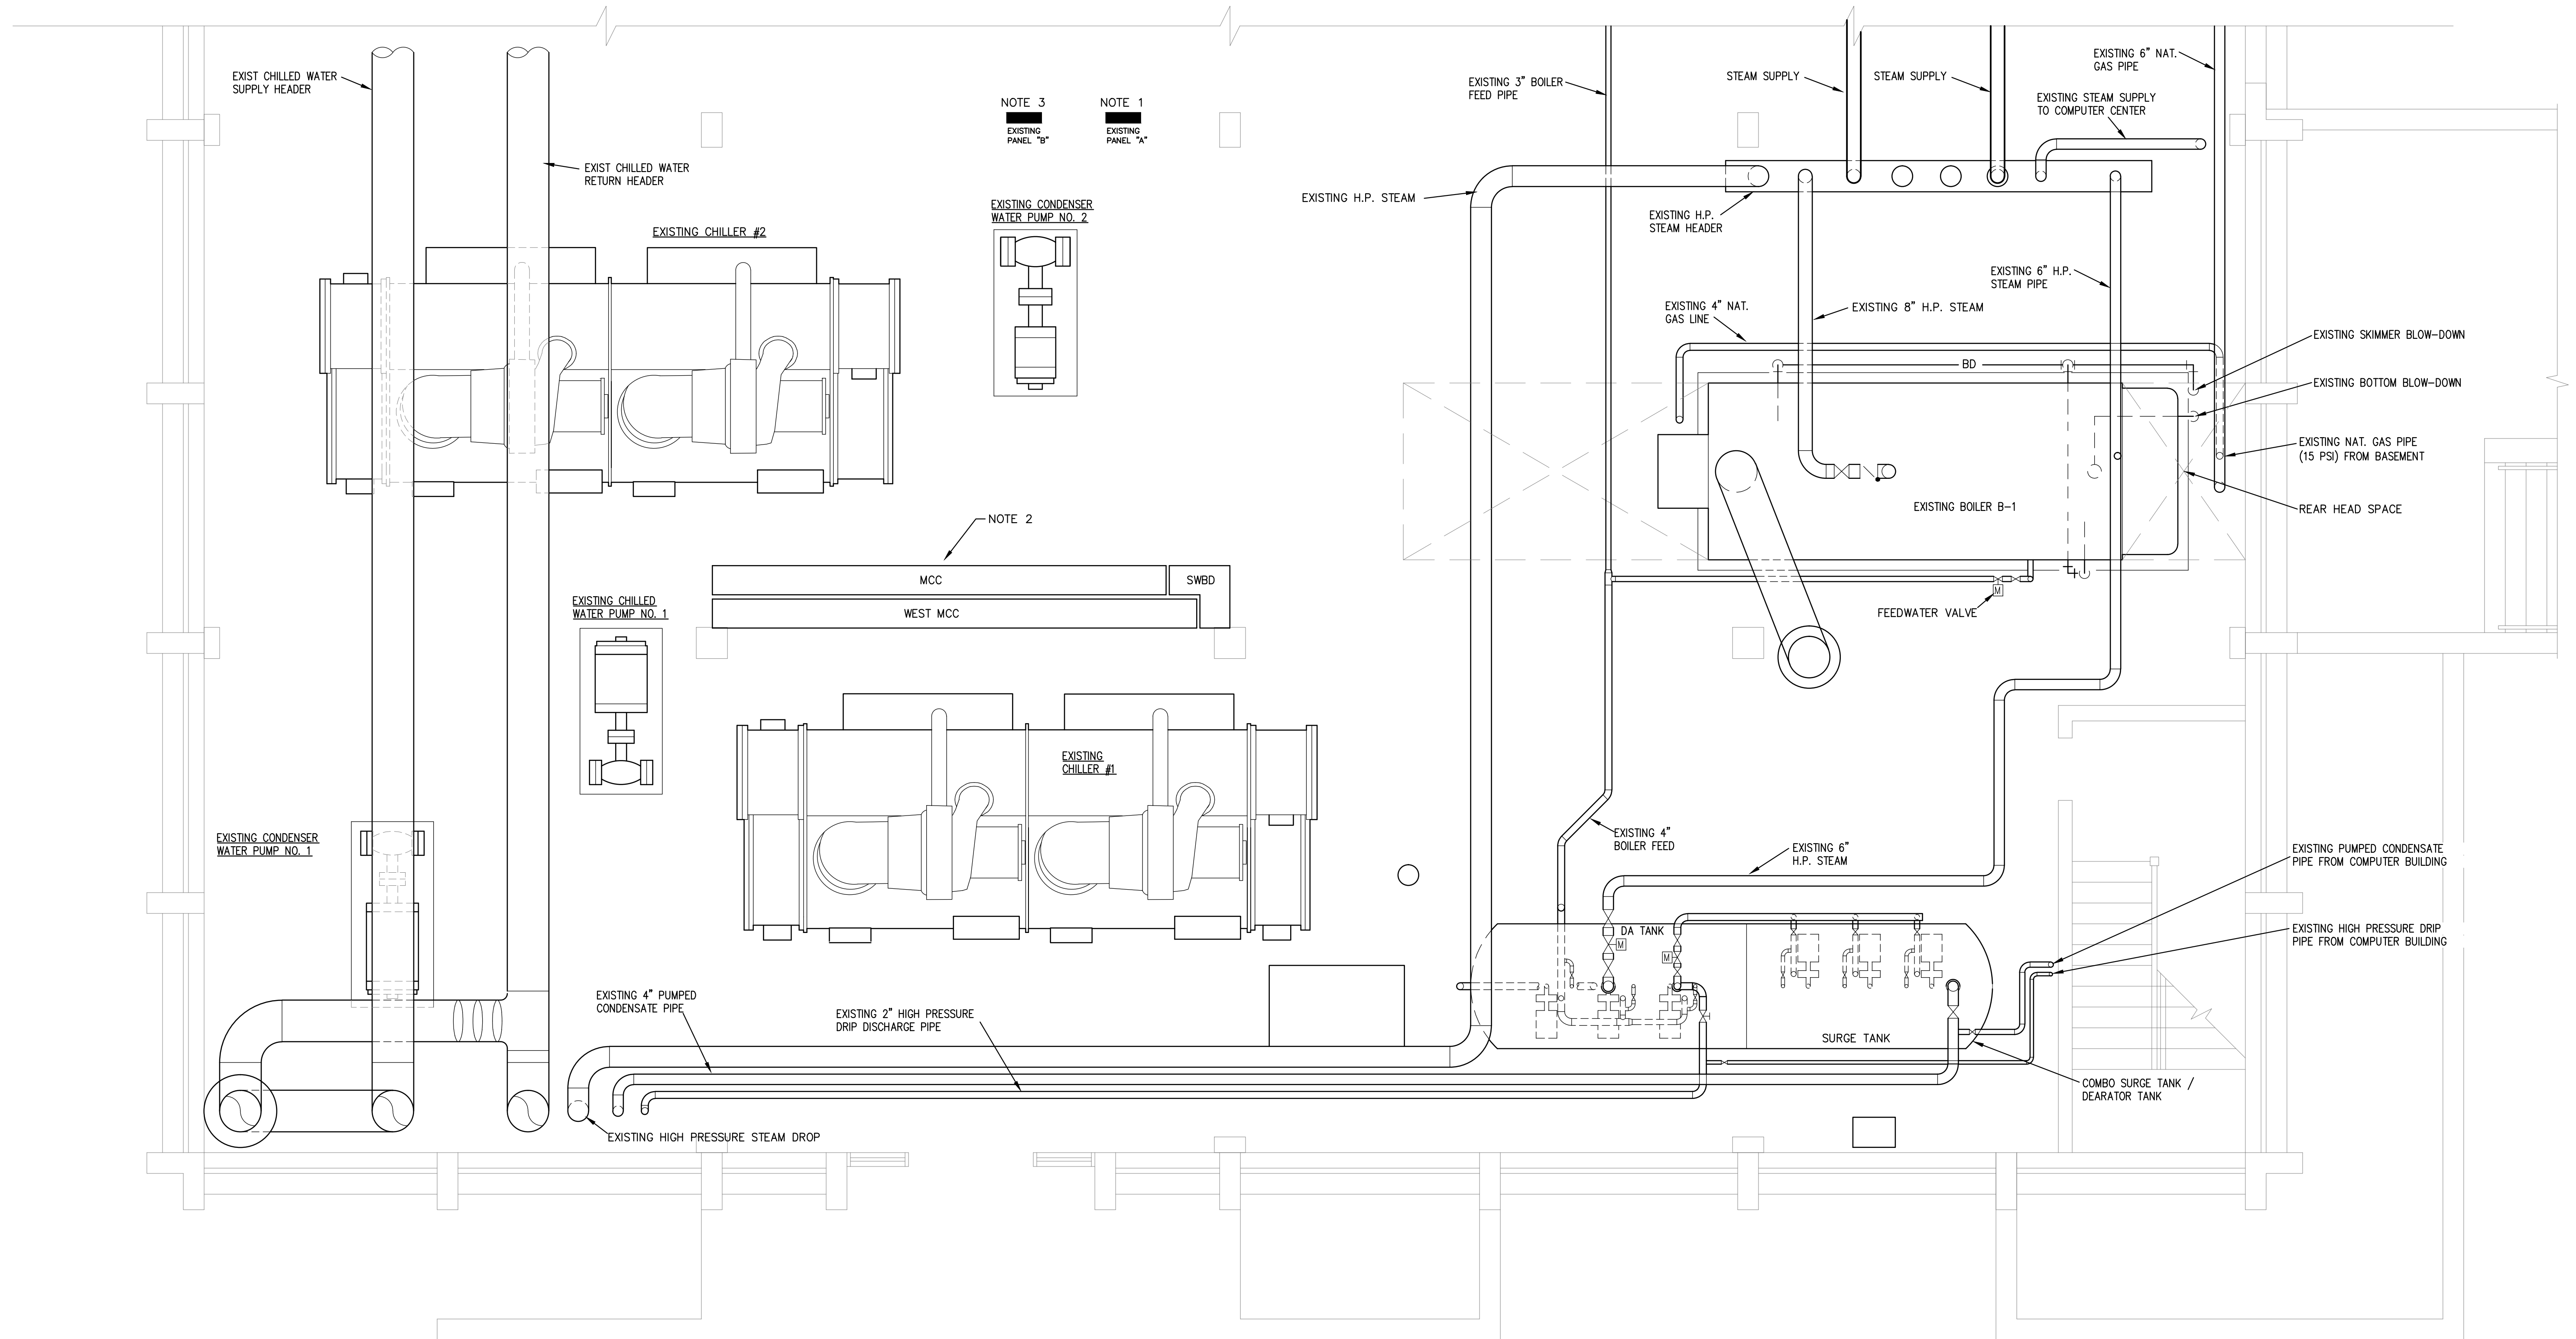 EXIST CHILLED WATER
SUPPLY HEADER
EXIST CHILLED WATER
RETURN HEADER
NOTE 3
EXISTING
PANEL "B"
NOTE 1
EXISTING
PANEL "A"
EXISTING 3" BOILER
FEED PIPE
STEAM SUPPLY
STEAM SUPPLY
EXISTING 6" NAT.
GAS PIPE
EXISTING STEAM SUPPLY
TO COMPUTER CENTER
EXISTING CHILLER #2
EXISTING CONDENSER
WATER PUMP NO. 2
EXISTING H.P. STEAM
EXISTING H.P.
STEAM HEADER
EXISTING 6" H.P.
STEAM PIPE
EXISTING 4" NAT.
GAS LINE
EXISTING 8" H.P. STEAM
EXISTING SKIMMER BLOW-DOWN
BD
EXISTING BOTTOM BLOW-DOWN
EXISTING NAT. GAS PIPE
(15 PSI) FROM BASEMENT
EXISTING BOILER B-1
REAR HEAD SPACE
NOTE 2
MCC
SWBD
WEST MCC
EXISTING CHILLED
WATER PUMP NO. 1
M
FEEDWATER VALVE
EXISTING
CHILLER #1
EXISTING CONDENSER
WATER PUMP NO. 1
EXISTING 4"
BOILER FEED
EXISTING 6"
H.P. STEAM
EXISTING PUMPED CONDENSATE
PIPE FROM COMPUTER BUILDING
EXISTING HIGH PRESSURE DRIP
PIPE FROM COMPUTER BUILDING
DA TANK
M
M
EXISTING 4" PUMPED
CONDENSATE PIPE
EXISTING 2" HIGH PRESSURE
DRIP DISCHARGE PIPE
SURGE TANK
COMBO SURGE TANK /
DEARATOR TANK
EXISTING HIGH PRESSURE STEAM DROP